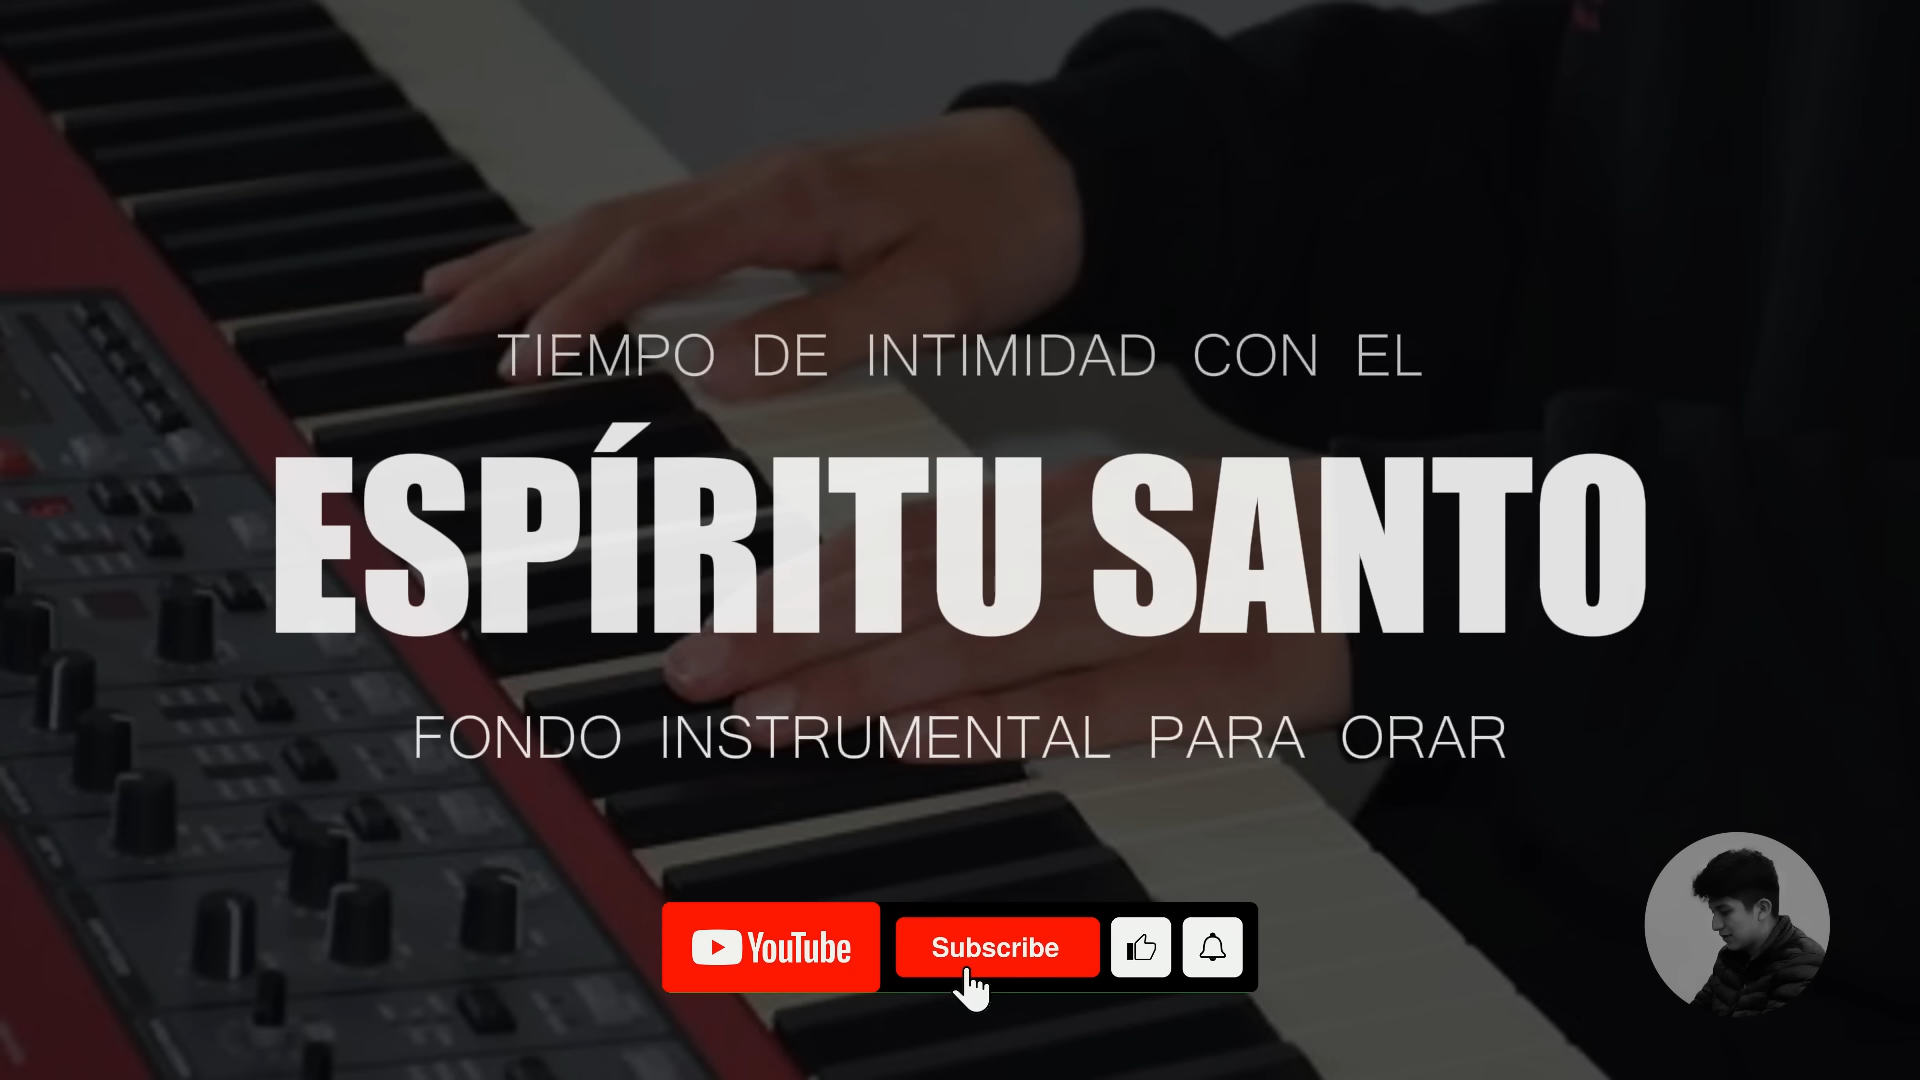 TIEMPO DE INTIMIDAD CON EL
ESPÍRITU SANTO
FONDO INSTRUMENTAL PARA ORAR
YouTube
Subscribe